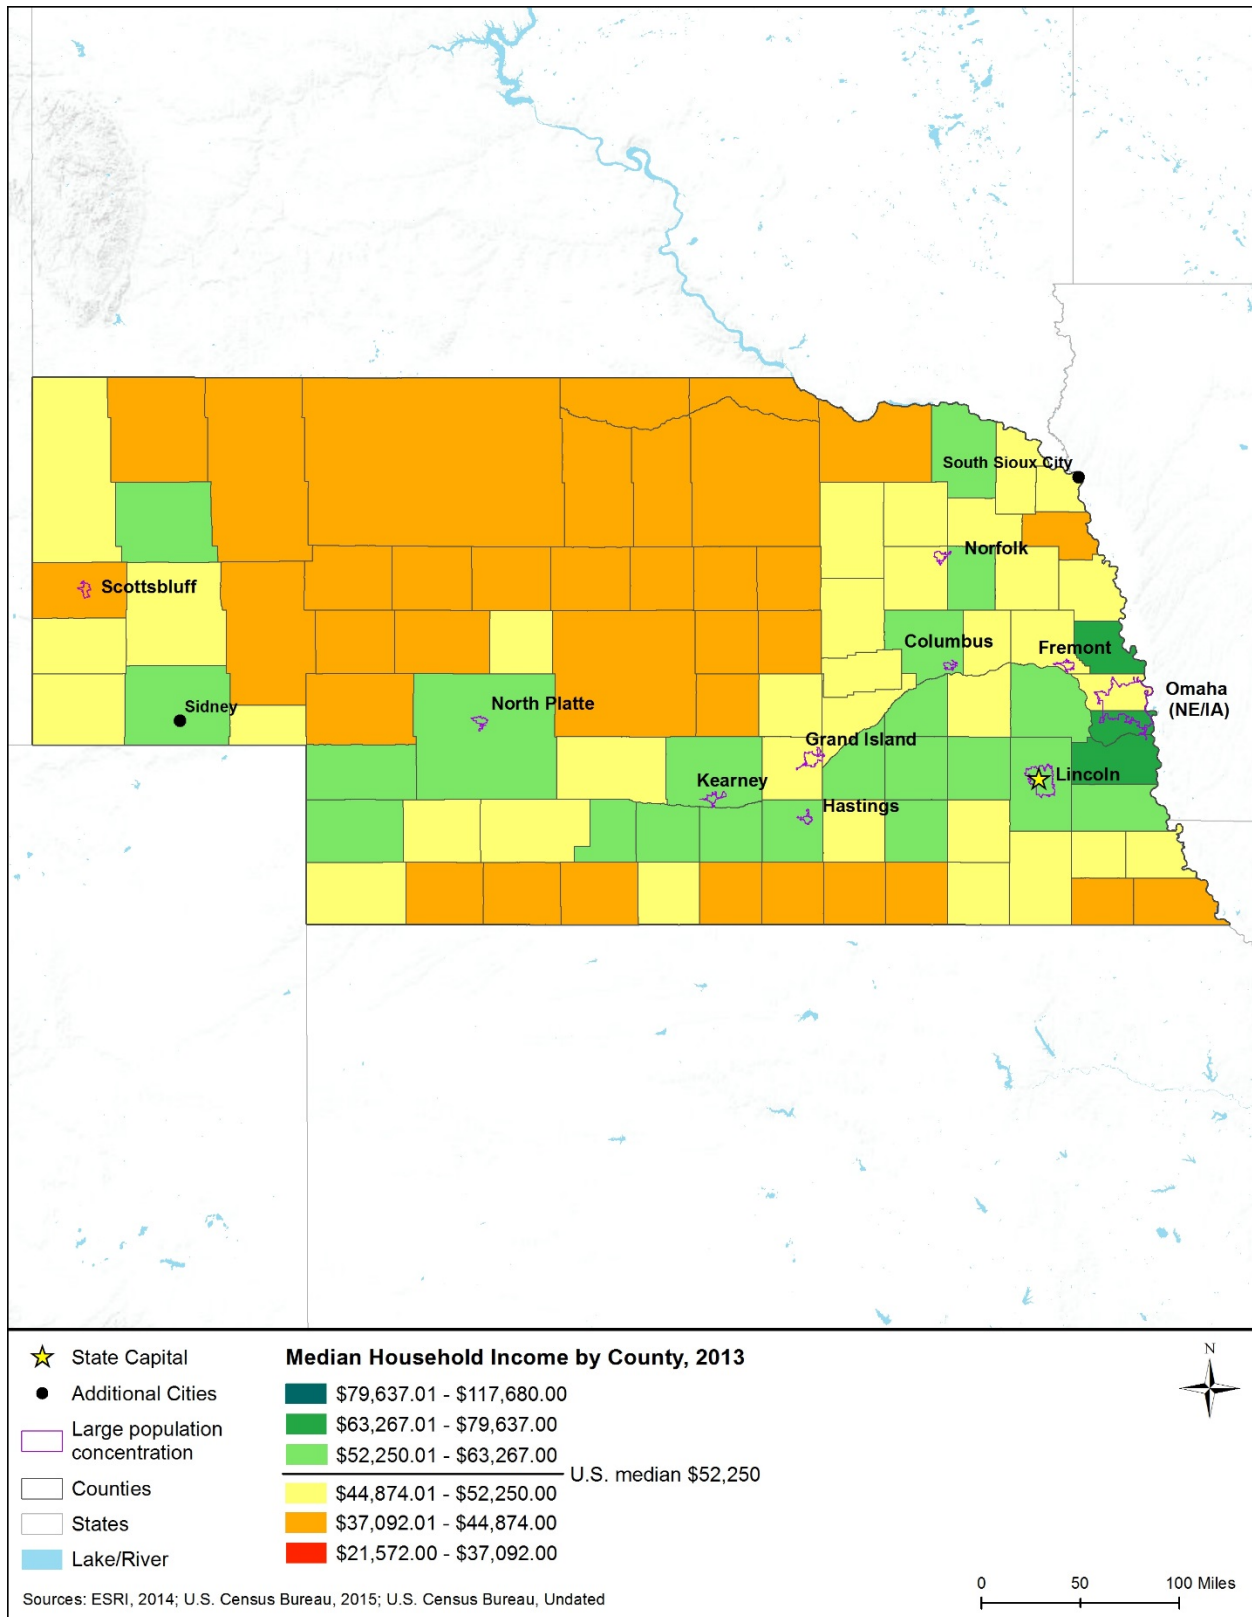 South Sioux City
Norfolk
Scottsbluff
Columbus
Fremont
Omaha
(NE/IA)
Sidney
North Platte
Grand Island
Kearney
Lincoln
Hastings
State Capital
Additional Cities
Large population
concentration
Counties
States
Lake/River
Median Household Income by County, 2013
$79,637.01 - $117,680.00
$63,267.01 - $79,637.00
$52,250.01 - $63,267.00
U.S. median $52,250
$44,874.01 - $52,250.00
$37,092.01 - $44,874.00
$21,572.00 - $37,092.00
N
Sources: ESRI, 2014; U.S. Census Bureau, 2015; U.S. Census Bureau, Undated
0 50 100 Miles